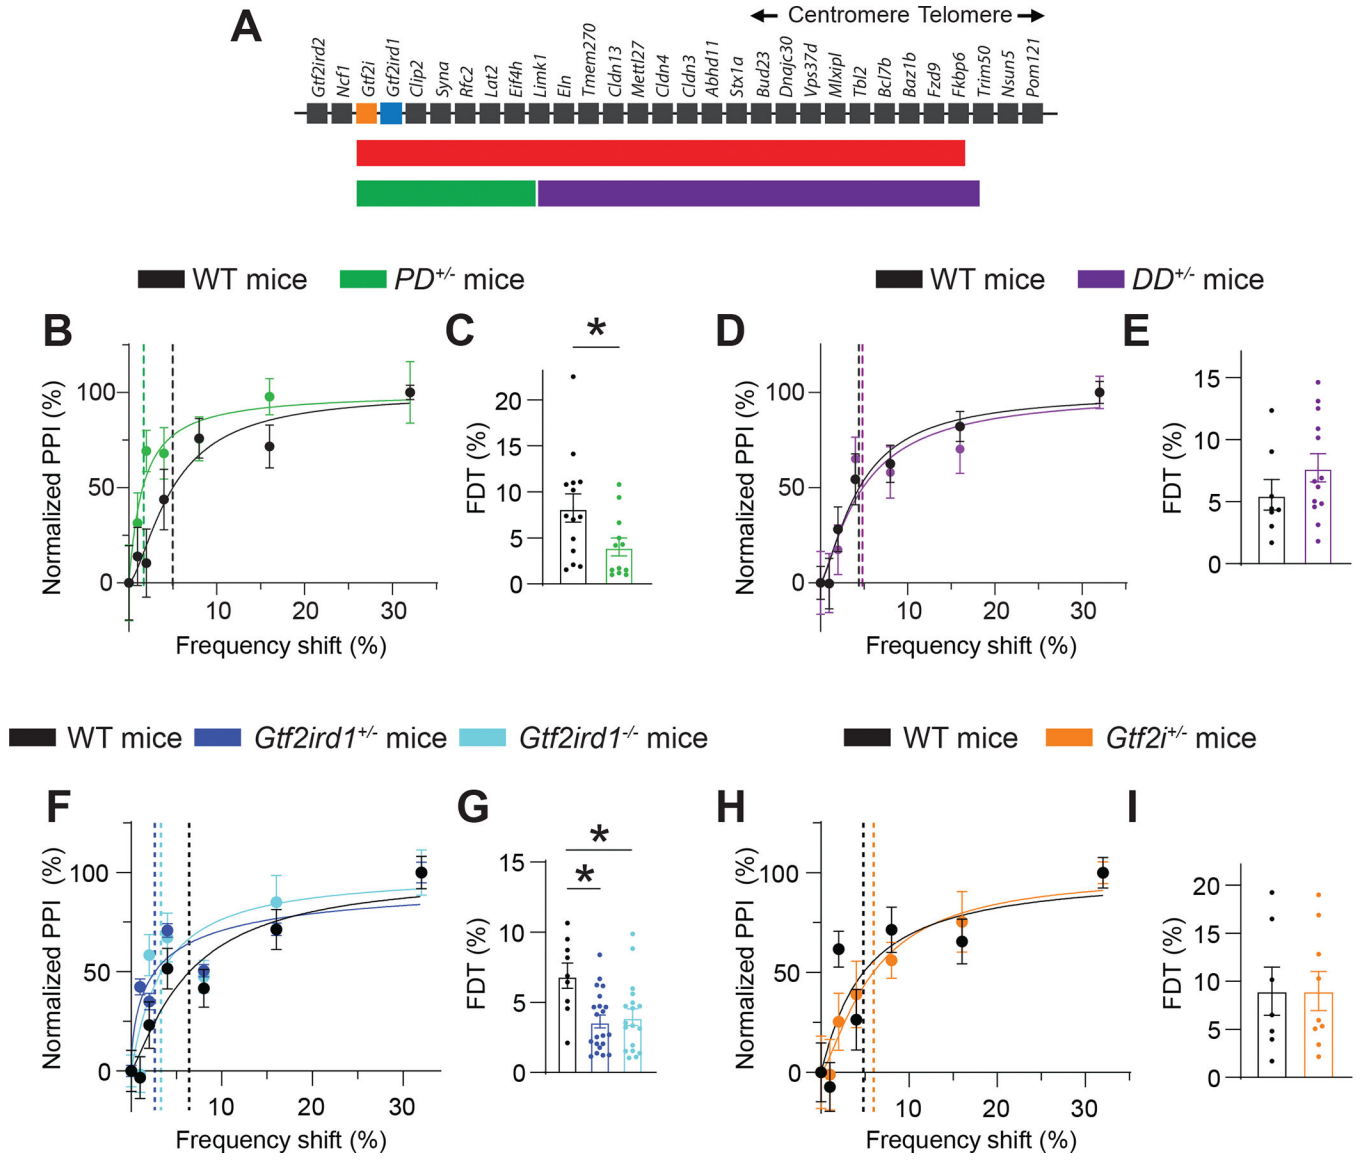 A
Centromere Telomere
Gtf2ird2 Ncf1 Gtf2i Gtf2ird1 Clip2 Syna Rfc2 Lat2 Eif4h Limk1 Eln Tmem270 Cldn13 Mettl27 Cldn4 Cldn3 Abhd11 Stx1a Bud23 Dnajc30 Vps37d Mlxipl Tbl2 Bcl7b Baz1b Fzd9 Fkbp6 Trim50 Nsun5 Pom121
WT mice PD+/- mice
WT mice DD+/- mice
B
Normalized PPI (%)
100
50
0
10 20 30
Frequency shift (%)
C
*
FDT (%)
20
10
5
0
D
Normalized PPI (%)
100
50
0
10 20 30
Frequency shift (%)
E
FDT (%)
15
10
5
0
WT mice Gtf2ird1+/- mice Gtf2ird1-/- mice
WT mice Gtf2i+/- mice
F
Normalized PPI (%)
100
50
0
0 10 20 30
Frequency shift (%)
G
*
*
FDT (%)
15
10
5
0
H
Normalized PPI (%)
100
50
0
10 20 30
Frequency shift (%)
I
FDT (%)
20
10
5
0